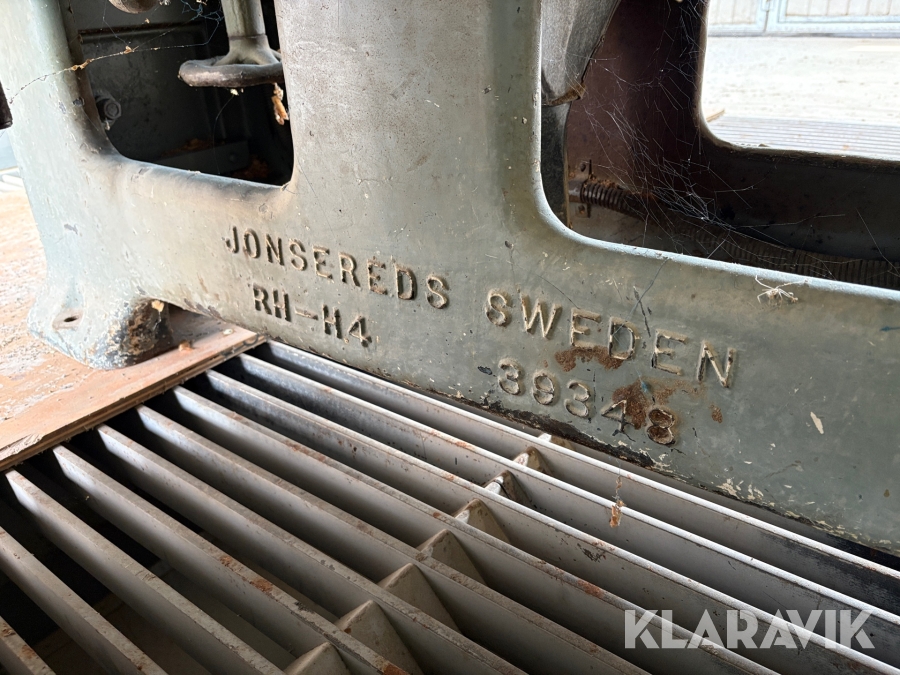 JONSEREDS SWEDEN
RH-H4 39348
KLARAVIK